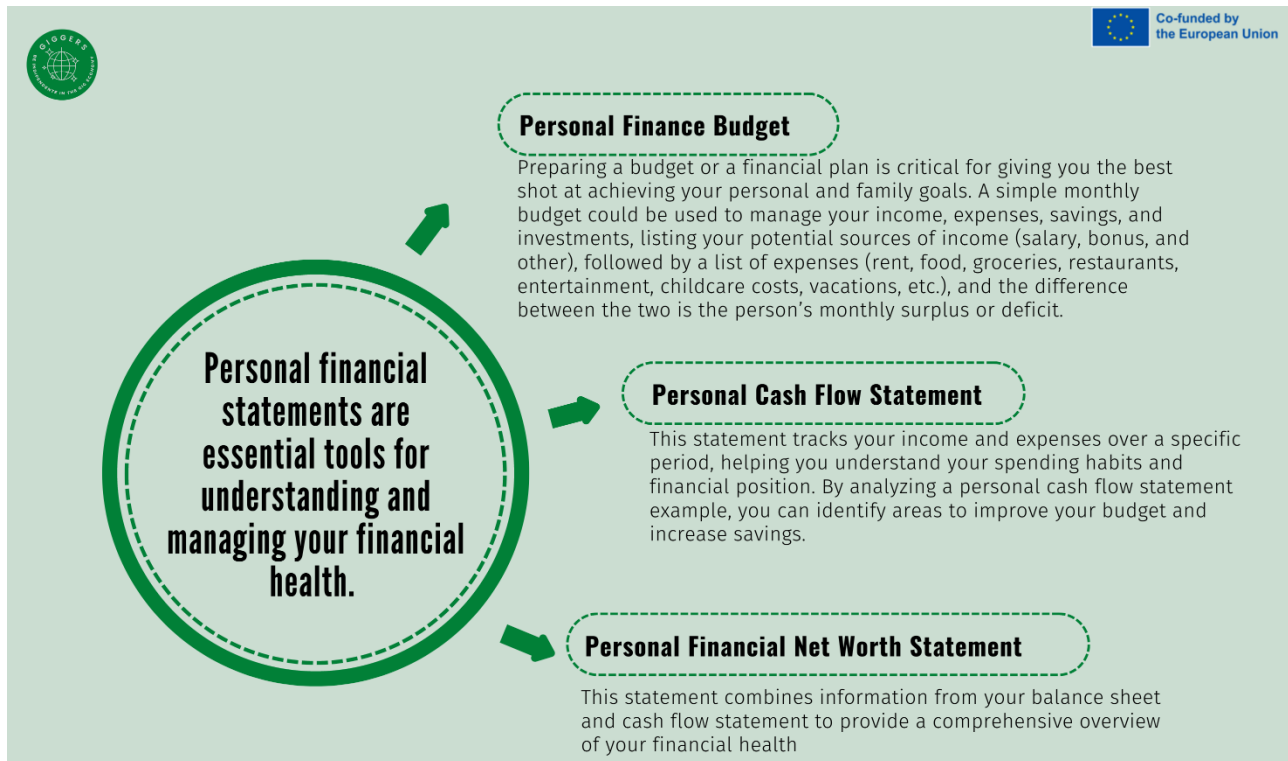 GIGGERS
BE INDEPENDENTS IN THE GIG ECONOMY
Co-funded by
the European Union
Personal financial
statements are
essential tools for
understanding and
managing your financial
health.
Personal Finance Budget
Preparing a budget or a financial plan is critical for giving you the best
shot at achieving your personal and family goals. A simple monthly
budget could be used to manage your income, expenses, savings, and
investments, listing your potential sources of income (salary, bonus, and
other), followed by a list of expenses (rent, food, groceries, restaurants,
entertainment, childcare costs, vacations, etc.), and the difference
between the two is the person’s monthly surplus or deficit.
Personal Cash Flow Statement
This statement tracks your income and expenses over a specific
period, helping you understand your spending habits and
financial position. By analyzing a personal cash flow statement
example, you can identify areas to improve your budget and
increase savings.
Personal Financial Net Worth Statement
This statement combines information from your balance sheet
and cash flow statement to provide a comprehensive overview
of your financial health